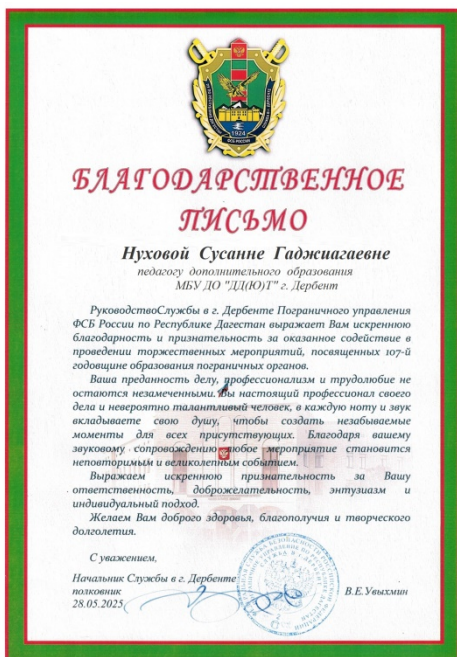 1924
ФСБ РОССИИ
БЛАГОДАРСТВЕННОЕ
ПИСЬМО
Нуховой Сусанне Гаджиагаевне
педагогу дополнительного образования
МБУ ДО "ДД(Ю)Т" г. Дербент
РуководствоСлужбы в г. Дербенте Пограничного управления
ФСБ России по Республике Дагестан выражает Вам искреннюю
благодарность и признательность за оказанное содействие в
проведении торжественных мероприятий, посвященных 107-й
годовщине образования пограничных органов.
Ваша преданность делу, профессионализм и трудолюбие не
остаются незамеченными. Вы настоящий профессионал своего
дела и невероятно талантливый человек, в каждую ноту и звук
вкладываете свою душу, чтобы создать незабываемые
моменты для всех присутствующих. Благодаря вашему
звуковому сопровождению любое мероприятие становится
неповторимым и великолепным событием.
Выражаем искреннюю признательность за Вашу
ответственность, доброжелательность, энтузиазм и
индивидуальный подход.
Желаем Вам доброго здоровья, благополучия и творческого
долголетия.
С уважением,
Начальник Службы в г. Дербенте
полковник В.Е.Увыхмин
28.05.2025